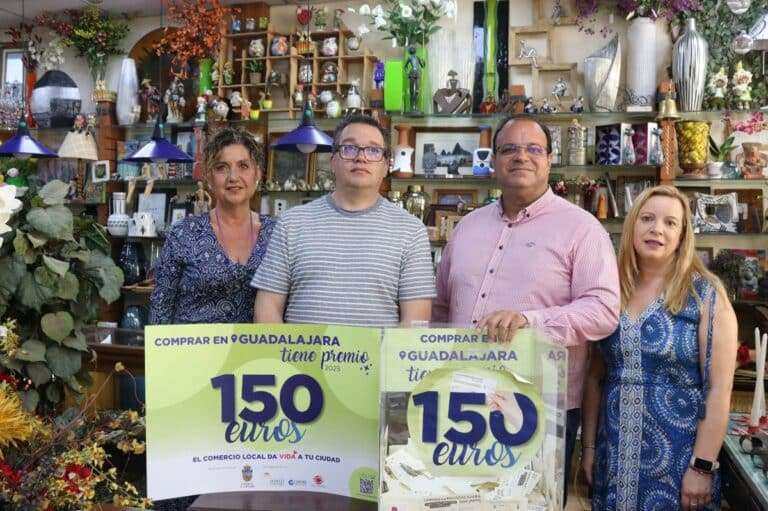 COMPRAR EN GUADALAJARA
tiene premio
2025
150
euros
EL COMERCIO LOCAL DA VIDA A TU CIUDAD
COMPRAR EN
GUADALAJARA
tiene
150
euros